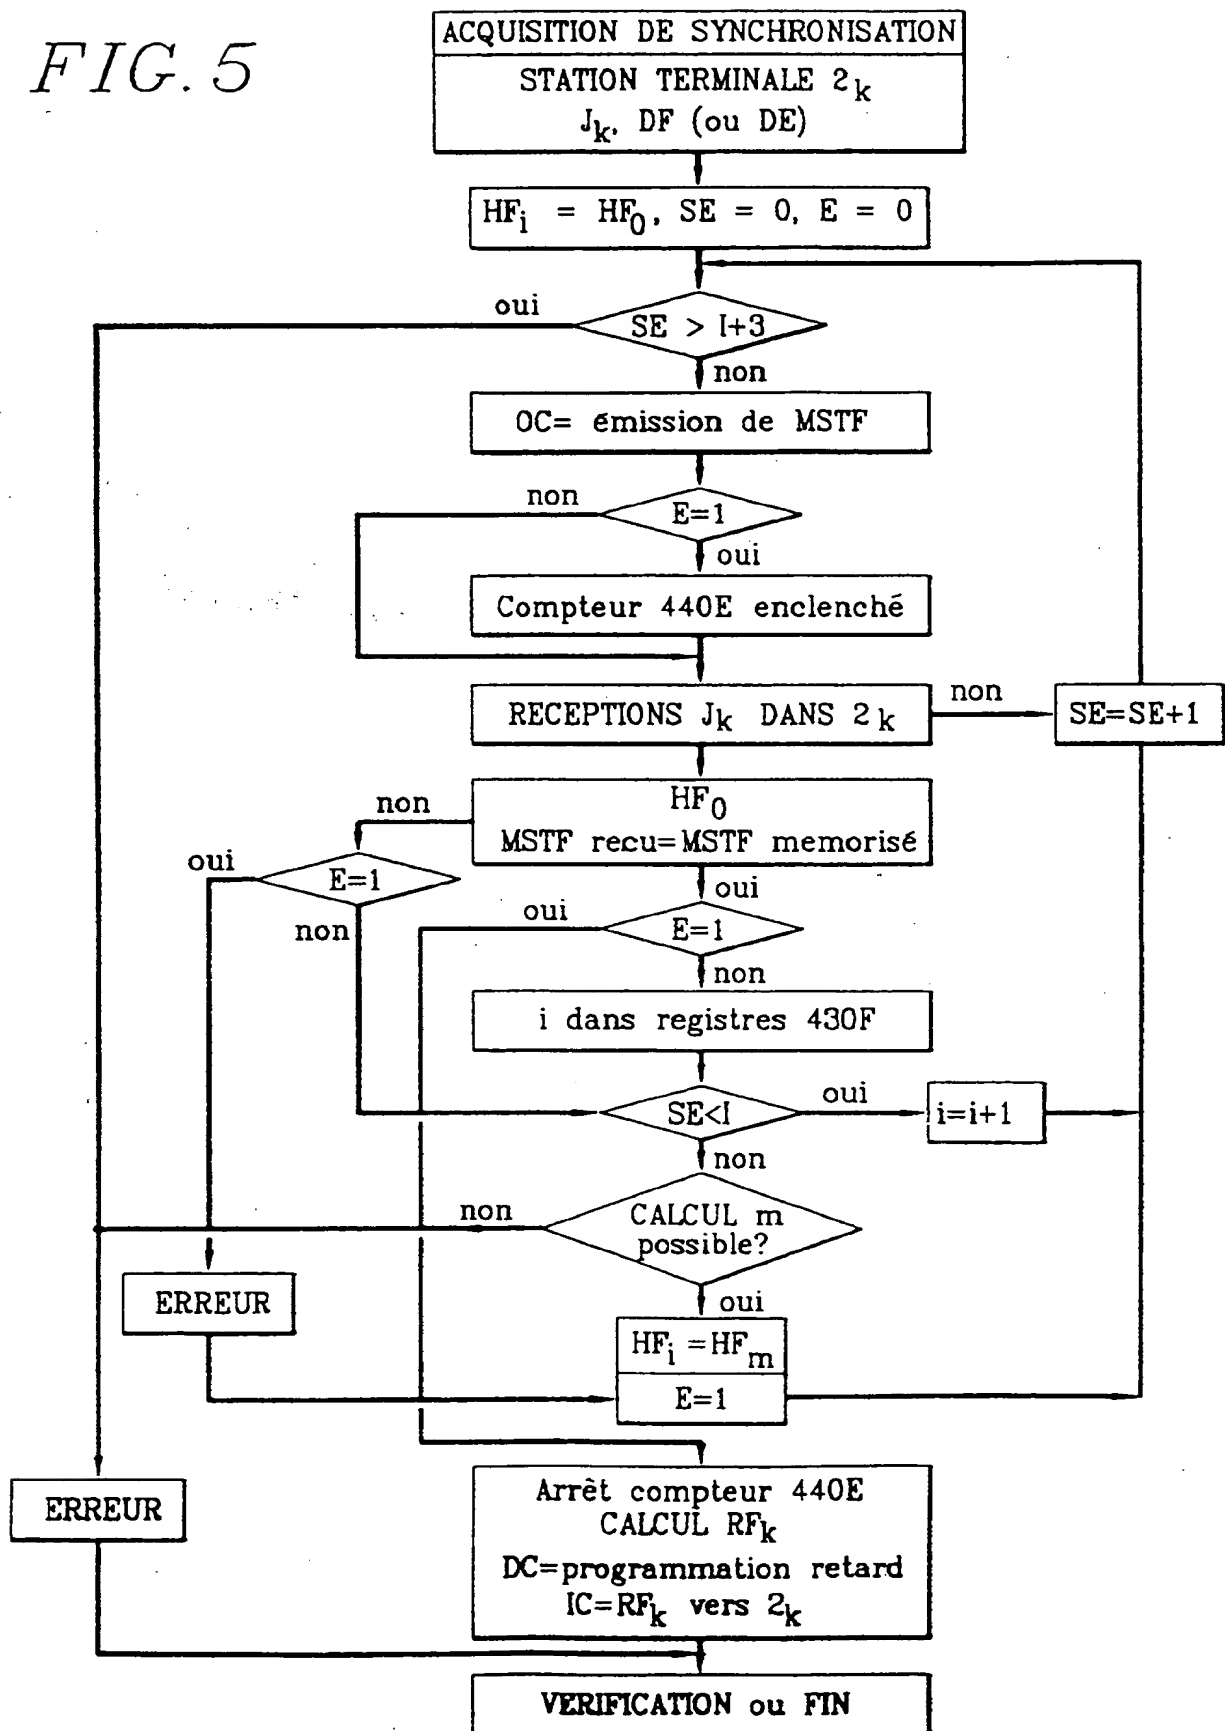 FIG. 5
ACQUISITION DE SYNCHRONISATION
STATION TERMINALE 2k
Jk, DF (ou DE)
HFi = HF0, SE = 0, E = 0
oui
SE > I+3
non
OC= émission de MSTF
non
E=1
oui
Compteur 440E enclenché
RECEPTIONS Jk DANS 2k
non
SE=SE+1
non
HF0
MSTF recu=MSTF memorisé
oui
E=1
non
oui
oui
E=1
non
i dans registres 430F
SE<I
oui
i=i+1
non
non
CALCUL m
possible?
ERREUR
oui
HFi =HFm
E=1
ERREUR
Arrêt compteur 440E
CALCUL RFk
DC=programmation retard
IC=RFk vers 2k
VERIFICATION ou FIN